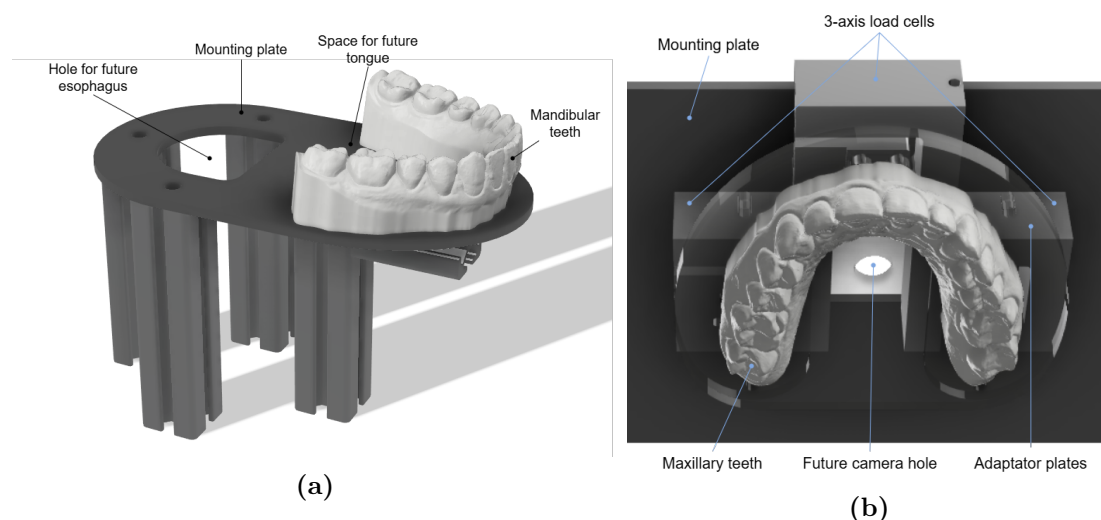 Mounting plate
Space for future
tongue
Hole for future
esophagus
Mandibular
teeth
(a)
3-axis load cells
Mounting plate
Maxillary teeth
Future camera hole
Adaptator plates
(b)